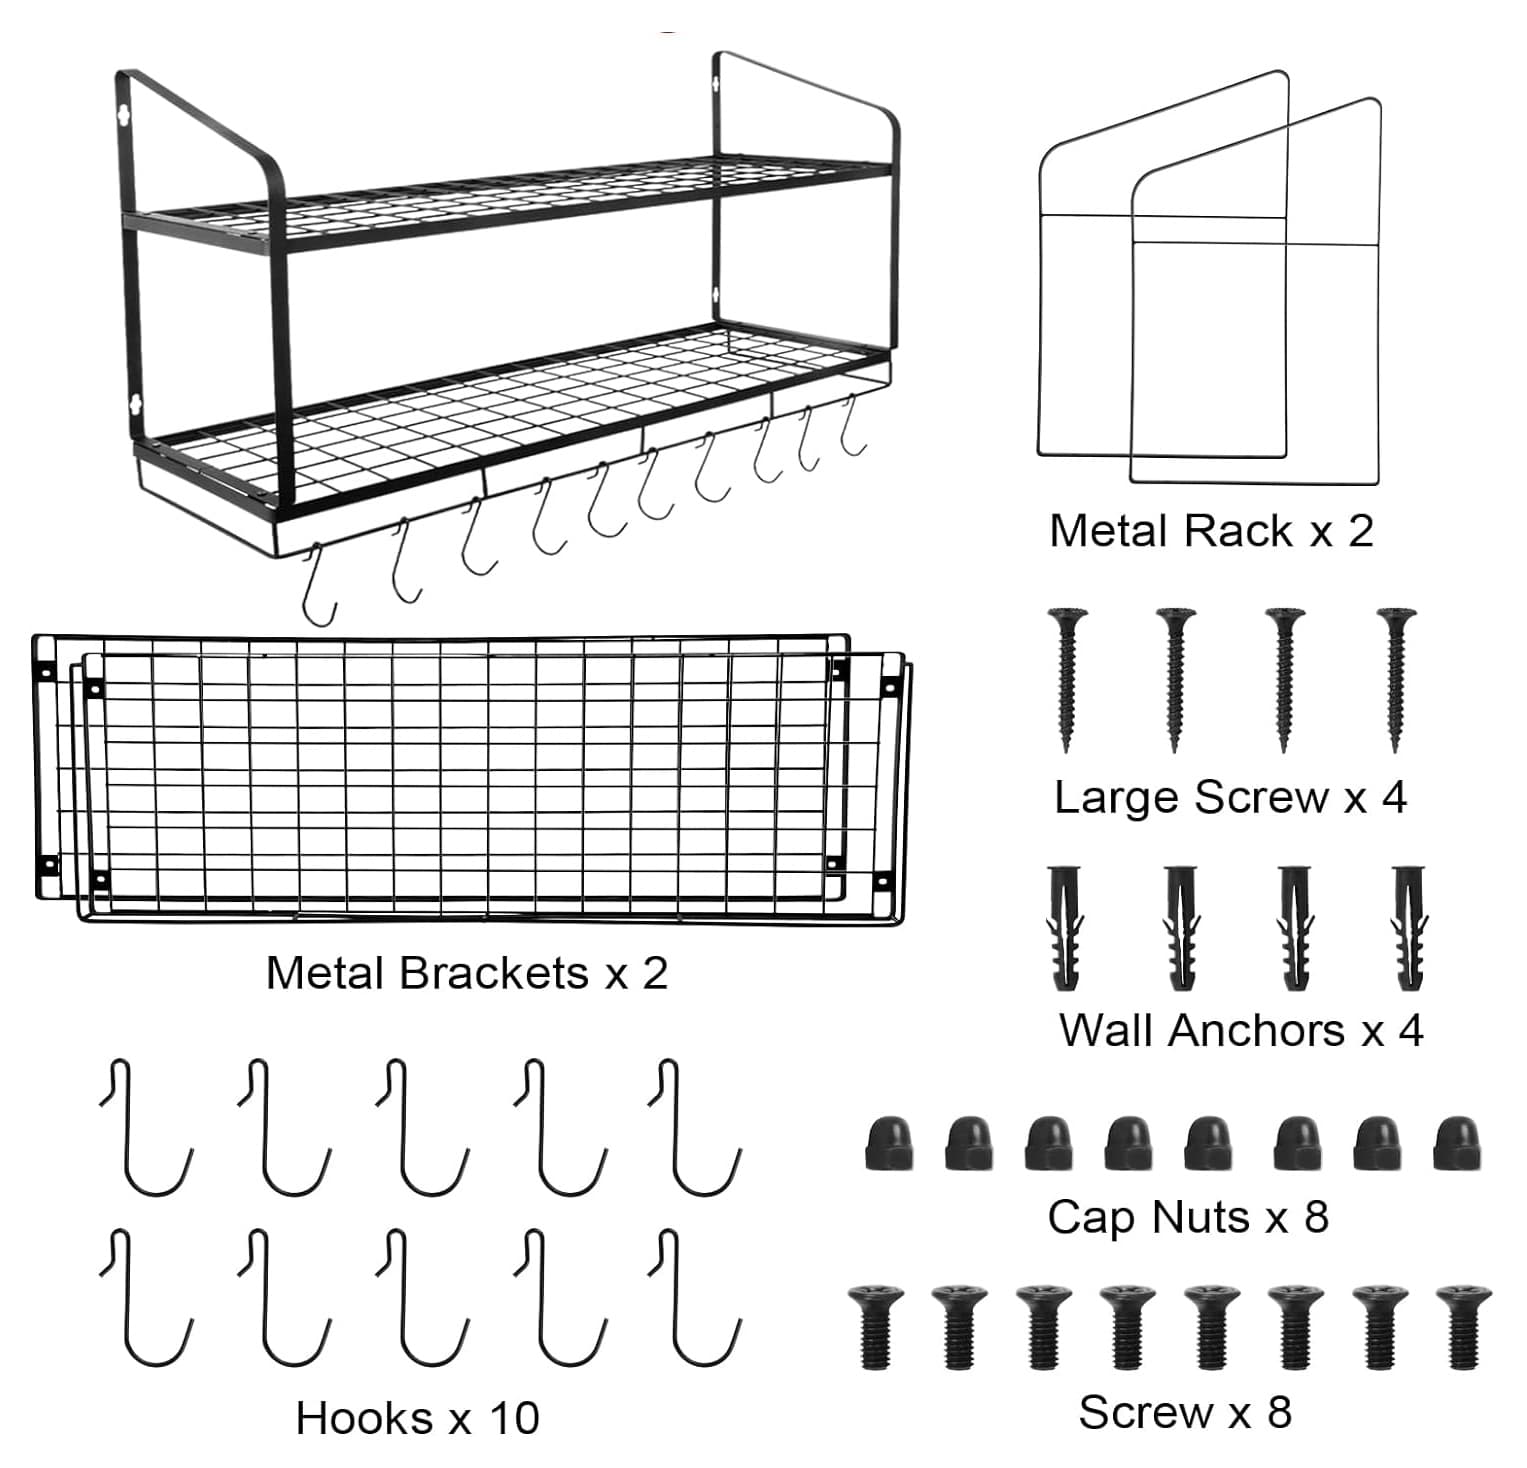 Metal Rack x 2
Large Screw x 4
Metal Brackets x 2
Wall Anchors x 4
Cap Nuts x 8
Hooks x 10
Screw x 8